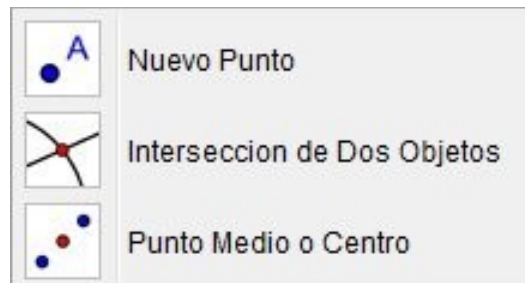 A
Nuevo Punto
Interseccion de Dos Objetos
Punto Medio o Centro